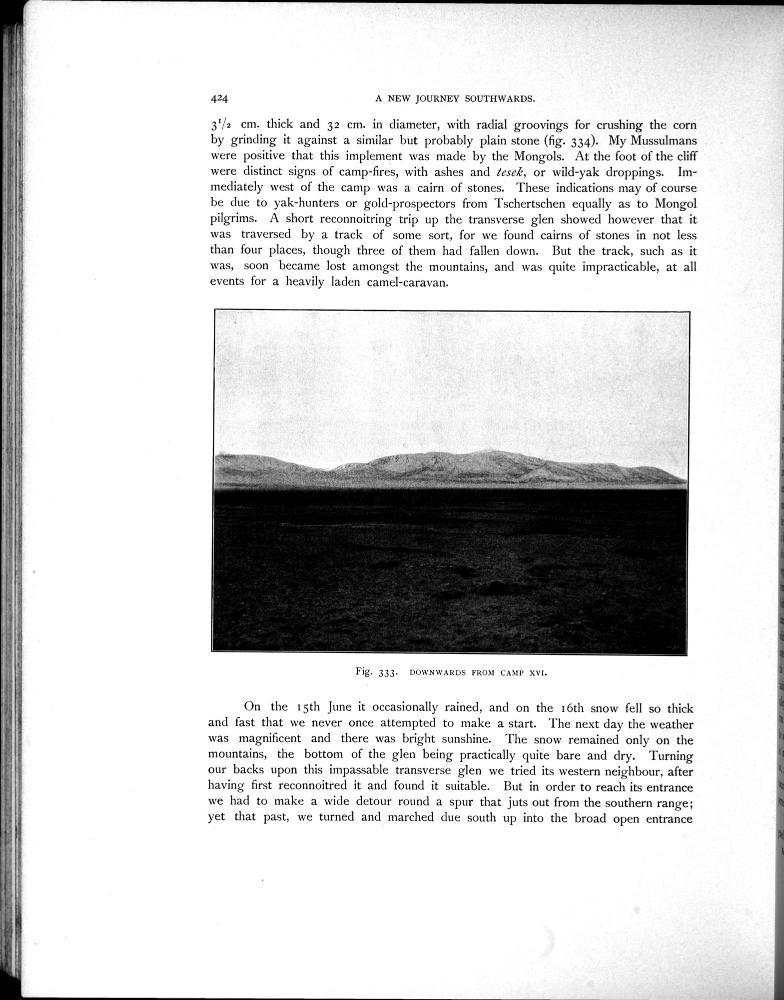 424
A NEW JOURNEY SOUTHWARDS.
3¹/₂ cm. thick and 32 cm. in diameter, with radial groovings for crushing the corn
by grinding it against a similar but probably plain stone (fig. 334). My Mussulmans
were positive that this implement was made by the Mongols. At the foot of the cliff
were distinct signs of camp-fires, with ashes and tesek, or wild-yak droppings. Im-
mediately west of the camp was a cairn of stones. These indications may of course
be due to yak-hunters or gold-prospectors from Tschertschen equally as to Mongol
pilgrims. A short reconnoitring trip up the transverse glen showed however that it
was traversed by a track of some sort, for we found cairns of stones in not less
than four places, though three of them had fallen down. But the track, such as it
was, soon became lost amongst the mountains, and was quite impracticable, at all
events for a heavily laden camel-caravan.
Fig. 333. DOWNWARDS FROM CAMP XVI.
On the 15th June it occasionally rained, and on the 16th snow fell so thick
and fast that we never once attempted to make a start. The next day the weather
was magnificent and there was bright sunshine. The snow remained only on the
mountains, the bottom of the glen being practically quite bare and dry. Turning
our backs upon this impassable transverse glen we tried its western neighbour, after
having first reconnoitred it and found it suitable. But in order to reach its entrance
we had to make a wide detour round a spur that juts out from the southern range;
yet that past, we turned and marched due south up into the broad open entrance